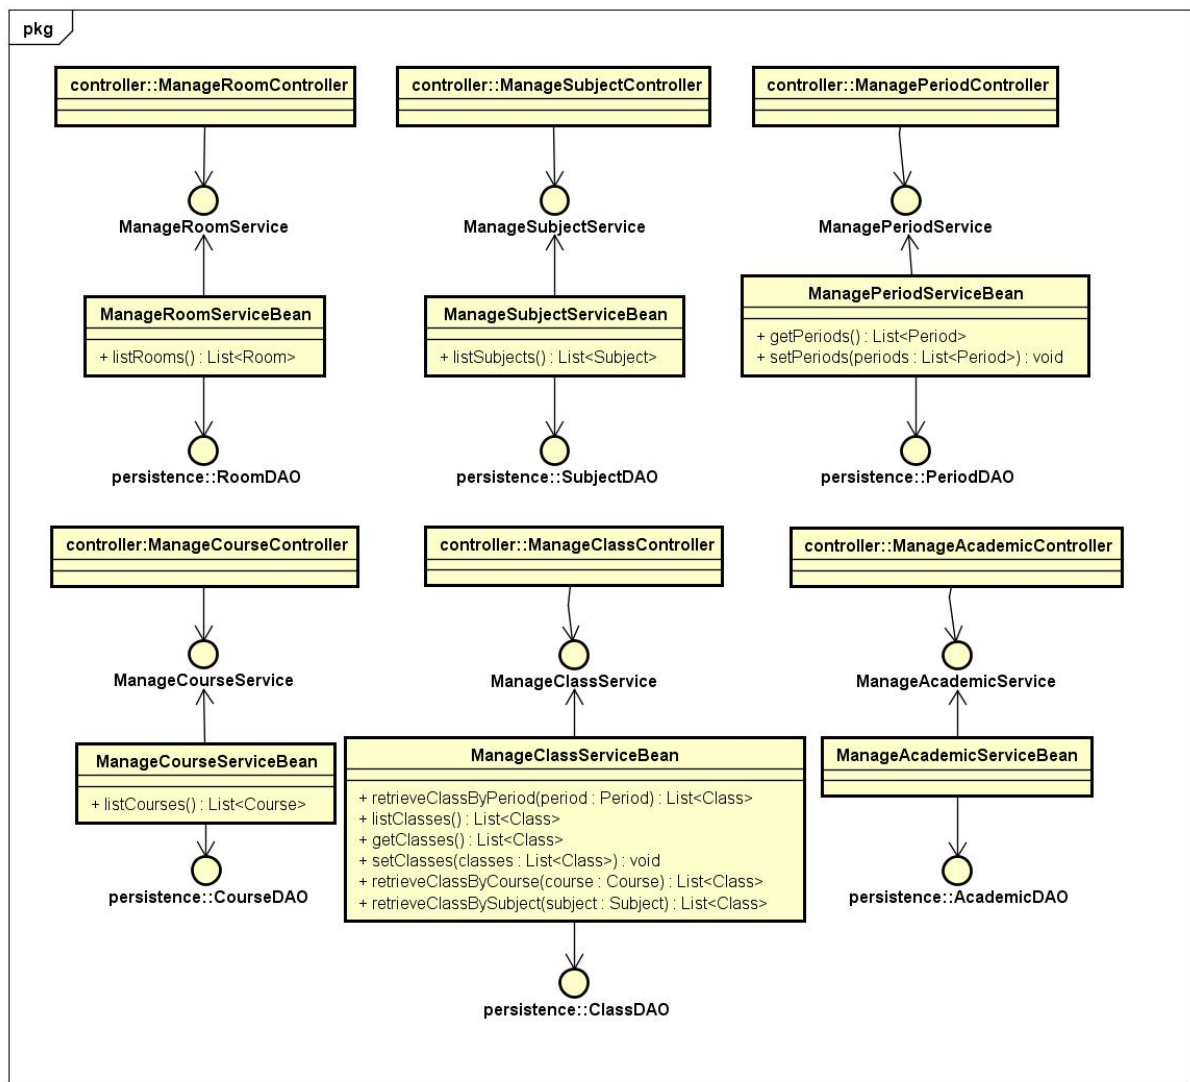 pkg
controller::ManageRoomController
controller::ManageSubjectController
controller::ManagePeriodController
ManageRoomService
ManageSubjectService
ManagePeriodService
ManageRoomServiceBean
+ listRooms() : List<Room>
ManageSubjectServiceBean
+ listSubjects() : List<Subject>
ManagePeriodServiceBean
+ getPeriods() : List<Period>
+ setPeriods(periods : List<Period>) : void
persistence::RoomDAO
persistence::SubjectDAO
persistence::PeriodDAO
controller:ManageCourseController
controller::ManageClassController
controller::ManageAcademicController
ManageCourseService
ManageClassService
ManageAcademicService
ManageCourseServiceBean
+ listCourses() : List<Course>
ManageClassServiceBean
+ retrieveClassByPeriod(period : Period) : List<Class>
+ listClasses() : List<Class>
+ getClasses() : List<Class>
+ setClasses(classes : List<Class>) : void
+ retrieveClassByCourse(course : Course) : List<Class>
+ retrieveClassBySubject(subject : Subject) : List<Class>
ManageAcademicServiceBean
persistence::CourseDAO
persistence::AcademicDAO
persistence::ClassDAO